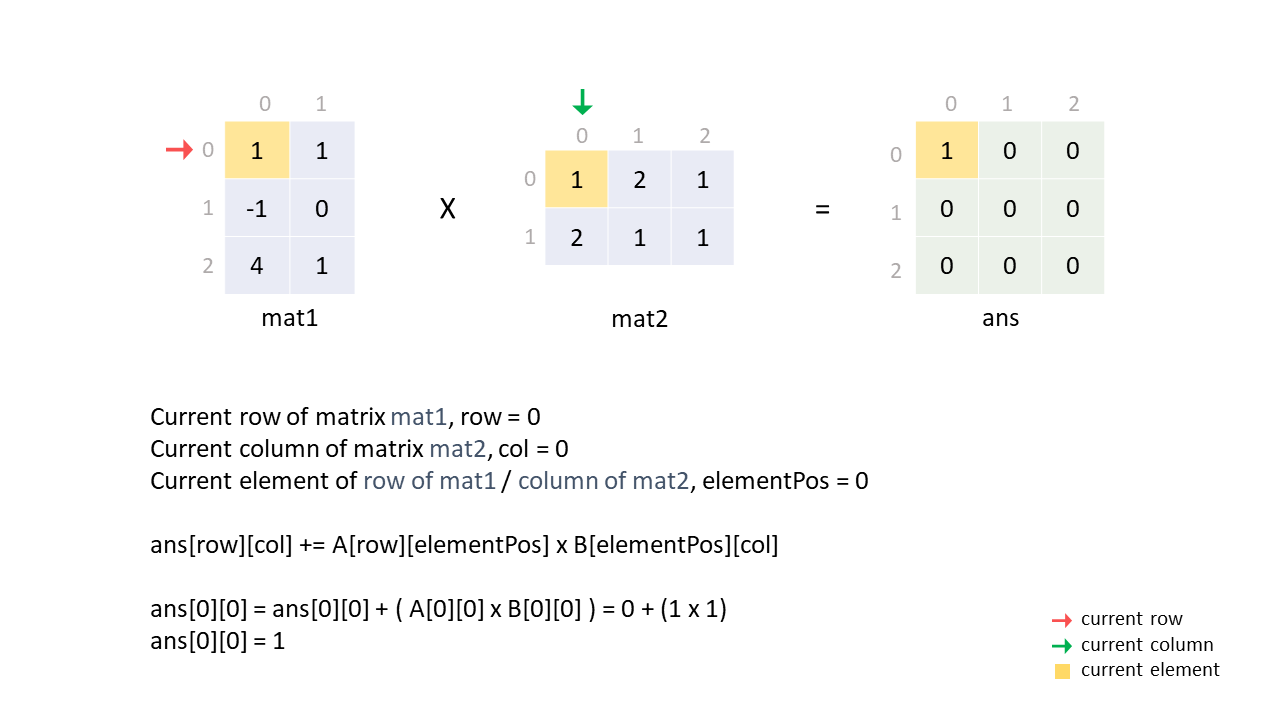 0 1
0 1 1
1 -1 0
2 4 1
mat1
X
0 1 2
0 1 2 1
1 2 1 1
mat2
=
0 1 2
0 1 0 0
1 0 0 0
2 0 0 0
ans
Current row of matrix mat1, row = 0
Current column of matrix mat2, col = 0
Current element of row of mat1 / column of mat2, elementPos = 0
ans[row][col] += A[row][elementPos] x B[elementPos][col]
ans[0][0] = ans[0][0] + ( A[0][0] x B[0][0] ) = 0 + (1 x 1)
ans[0][0] = 1
current row
current column
current element